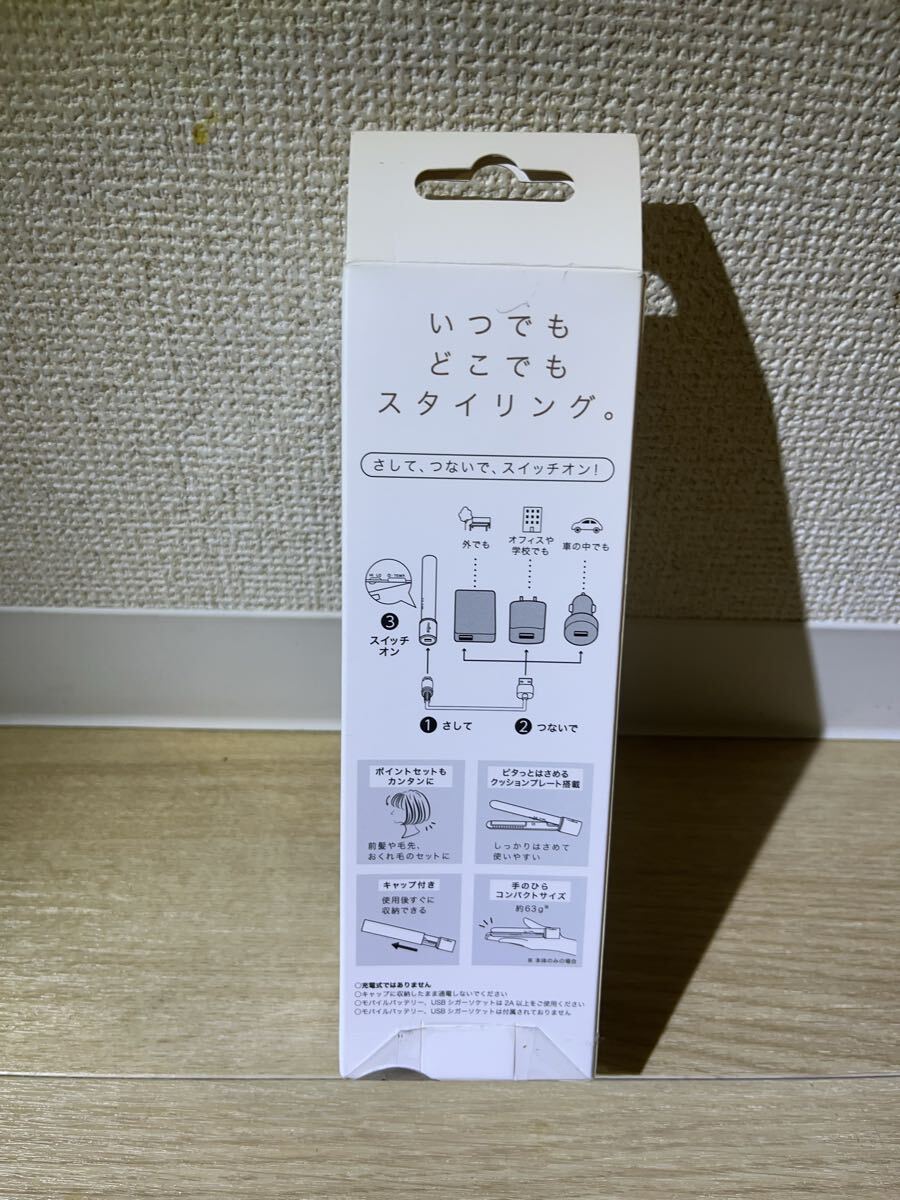 いつでも
どこでも
スタイリング。
さして、つないで、スイッチオン!
外でも
オフィスや
学校でも
車の中でも
❸
スイッチ
オン
❶ さして
❷ つないで
ポイントセットも
カンタンに
前髪や毛先、
おくれ毛のセットに
ピタっとはさめる
クッションプレート搭載
しっかりはさめて
使いやすい
キャップ付き
使用後すぐに
収納できる
手のひら
コンパクトサイズ
約63g※
※ 本体のみの場合
○充電式ではありません
○キャップに収納したまま通電しないでください
○モバイルバッテリー、USB シガーソケットは 2A 以上をご使用ください
○モバイルバッテリー、USB シガーソケットは付属されておりません